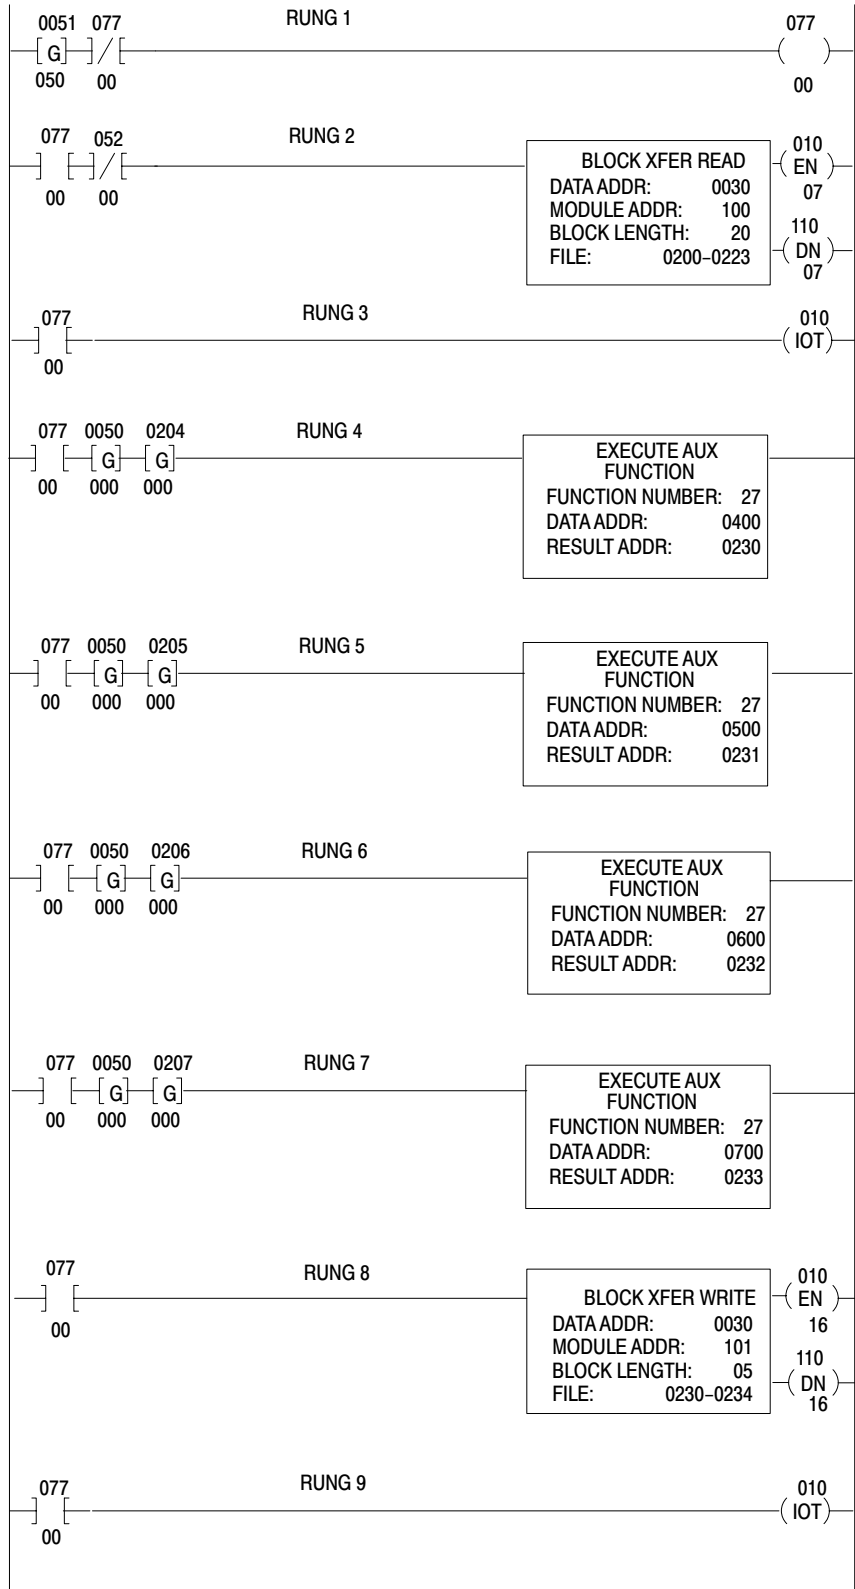 RUNG 1
0051 077 077
[ G ] ] / [ ( )
050 00 00
RUNG 2
077 052
] [ ] / [
00 00
BLOCK XFER READ
DATA ADDR: 0030
MODULE ADDR: 100
BLOCK LENGTH: 20
FILE: 0200–0223
010
( EN )
07
110
( DN )
07
RUNG 3
077 010
] [ ( IOT )
00
RUNG 4
077 0050 0204
] [ [ G ] [ G ]
00 000 000
EXECUTE AUX
FUNCTION
FUNCTION NUMBER: 27
DATA ADDR: 0400
RESULT ADDR: 0230
RUNG 5
077 0050 0205
] [ [ G ] [ G ]
00 000 000
EXECUTE AUX
FUNCTION
FUNCTION NUMBER: 27
DATA ADDR: 0500
RESULT ADDR: 0231
RUNG 6
077 0050 0206
] [ [ G ] [ G ]
00 000 000
EXECUTE AUX
FUNCTION
FUNCTION NUMBER: 27
DATA ADDR: 0600
RESULT ADDR: 0232
RUNG 7
077 0050 0207
] [ [ G ] [ G ]
00 000 000
EXECUTE AUX
FUNCTION
FUNCTION NUMBER: 27
DATA ADDR: 0700
RESULT ADDR: 0233
RUNG 8
077
] [
00
BLOCK XFER WRITE
DATA ADDR: 0030
MODULE ADDR: 101
BLOCK LENGTH: 05
FILE: 0230–0234
010
( EN )
16
110
( DN )
16
RUNG 9
077 010
] [ ( IOT )
00